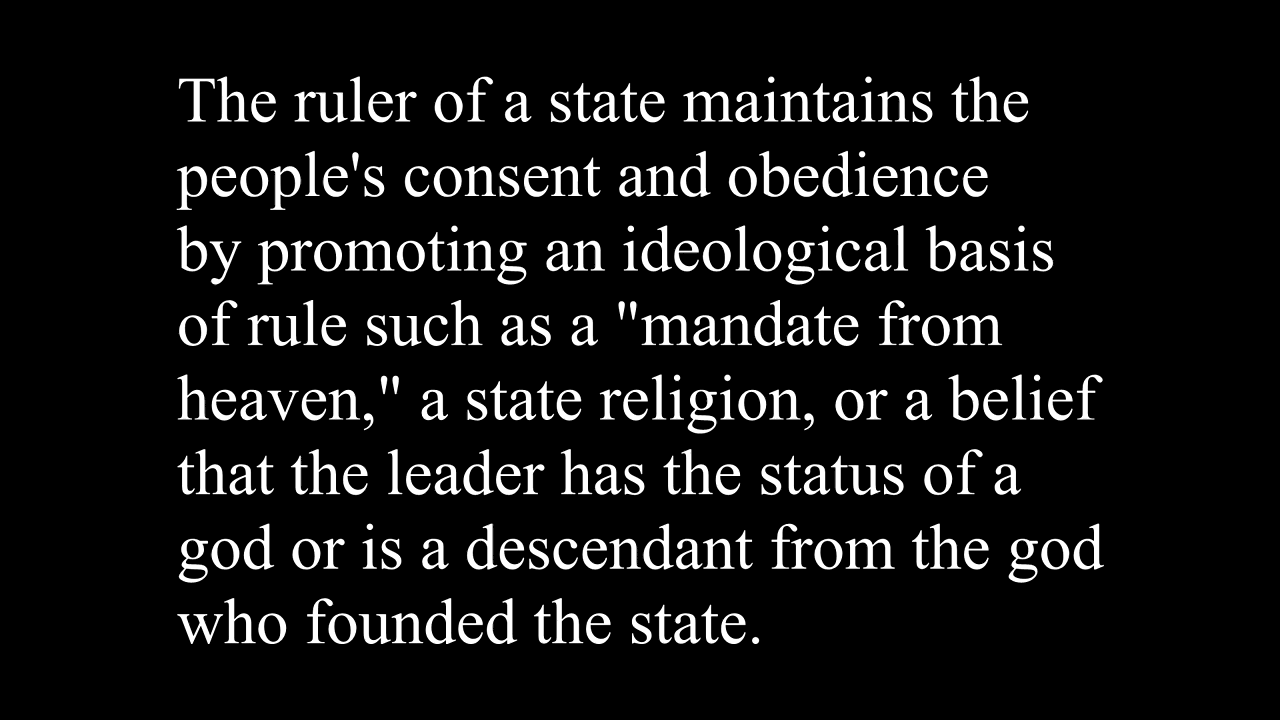 The ruler of a state maintains the
people's consent and obedience
by promoting an ideological basis
of rule such as a "mandate from
heaven," a state religion, or a belief
that the leader has the status of a
god or is a descendant from the god
who founded the state.